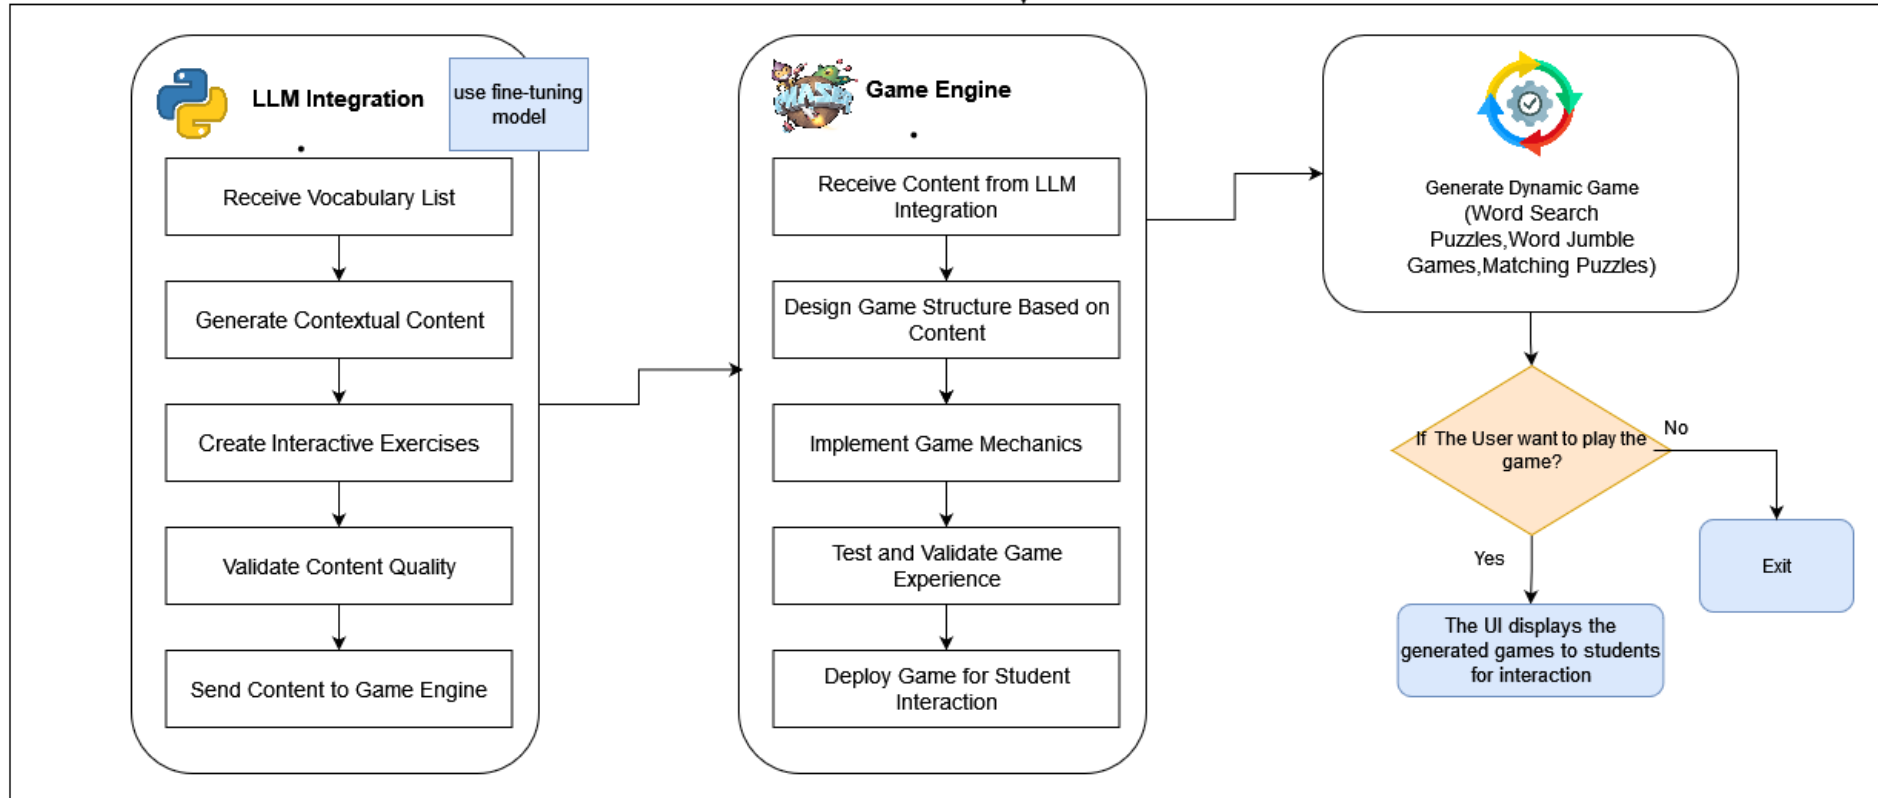 LLM Integration
use fine-tuning
model
Receive Vocabulary List
Generate Contextual Content
Create Interactive Exercises
Validate Content Quality
Send Content to Game Engine
PHASER
Game Engine
Receive Content from LLM
Integration
Design Game Structure Based on
Content
Implement Game Mechanics
Test and Validate Game
Experience
Deploy Game for Student
Interaction
Generate Dynamic Game
(Word Search
Puzzles,Word Jumble
Games,Matching Puzzles)
If The User want to play the
game?
No
Yes
Exit
The UI displays the
generated games to students
for interaction